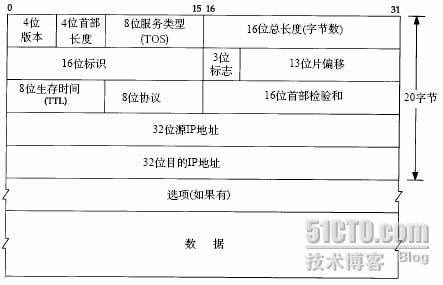 0 15 16 31
4位版本 4位首部长度 8位服务类型(TOS) 16位总长度(字节数)
16位标识 3位标志 13位片偏移
20字节
8位生存时间(TTL) 8位协议 16位首部检验和
32位源IP地址
32位目的IP地址
选项(如果有)
数 据
51CTO.com
技术博客 Blog